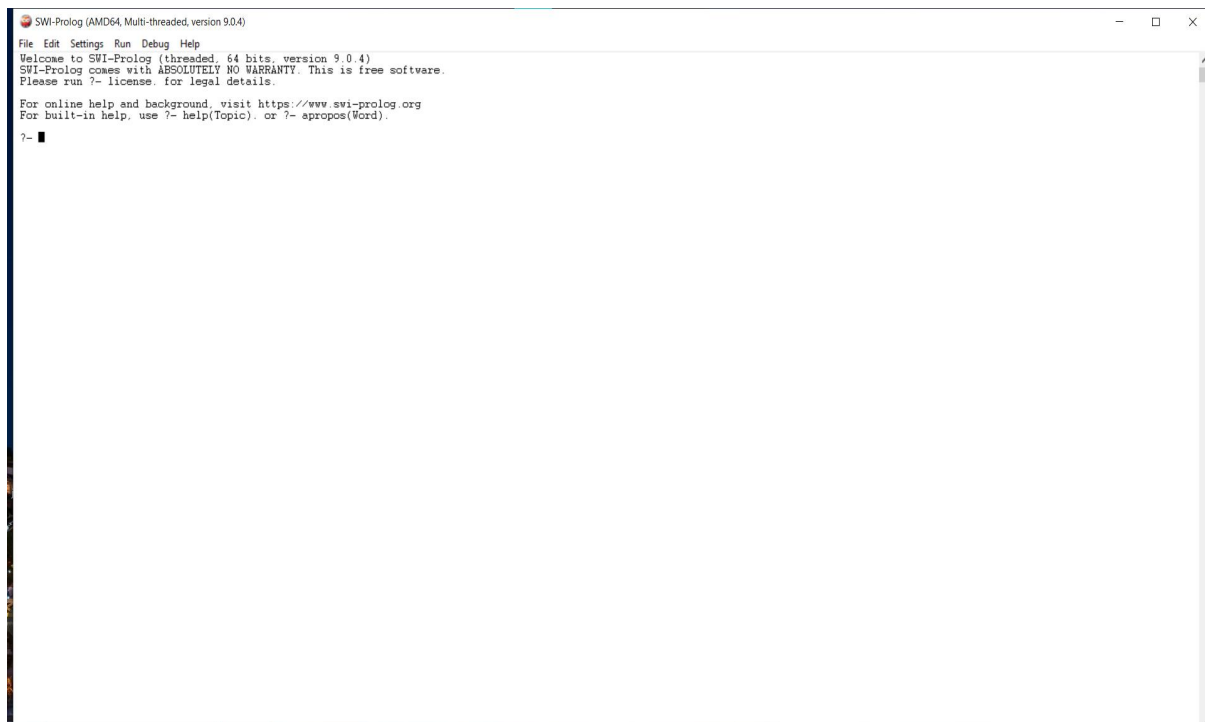 SWI-Prolog (AMD64, Multi-threaded, version 9.0.4)
File Edit Settings Run Debug Help
Welcome to SWI-Prolog (threaded, 64 bits, version 9.0.4)
SWI-Prolog comes with ABSOLUTELY NO WARRANTY. This is free software.
Please run ?- license. for legal details.
For online help and background, visit https://www.swi-prolog.org
For built-in help, use ?- help(Topic). or ?- apropos(Word).
?-